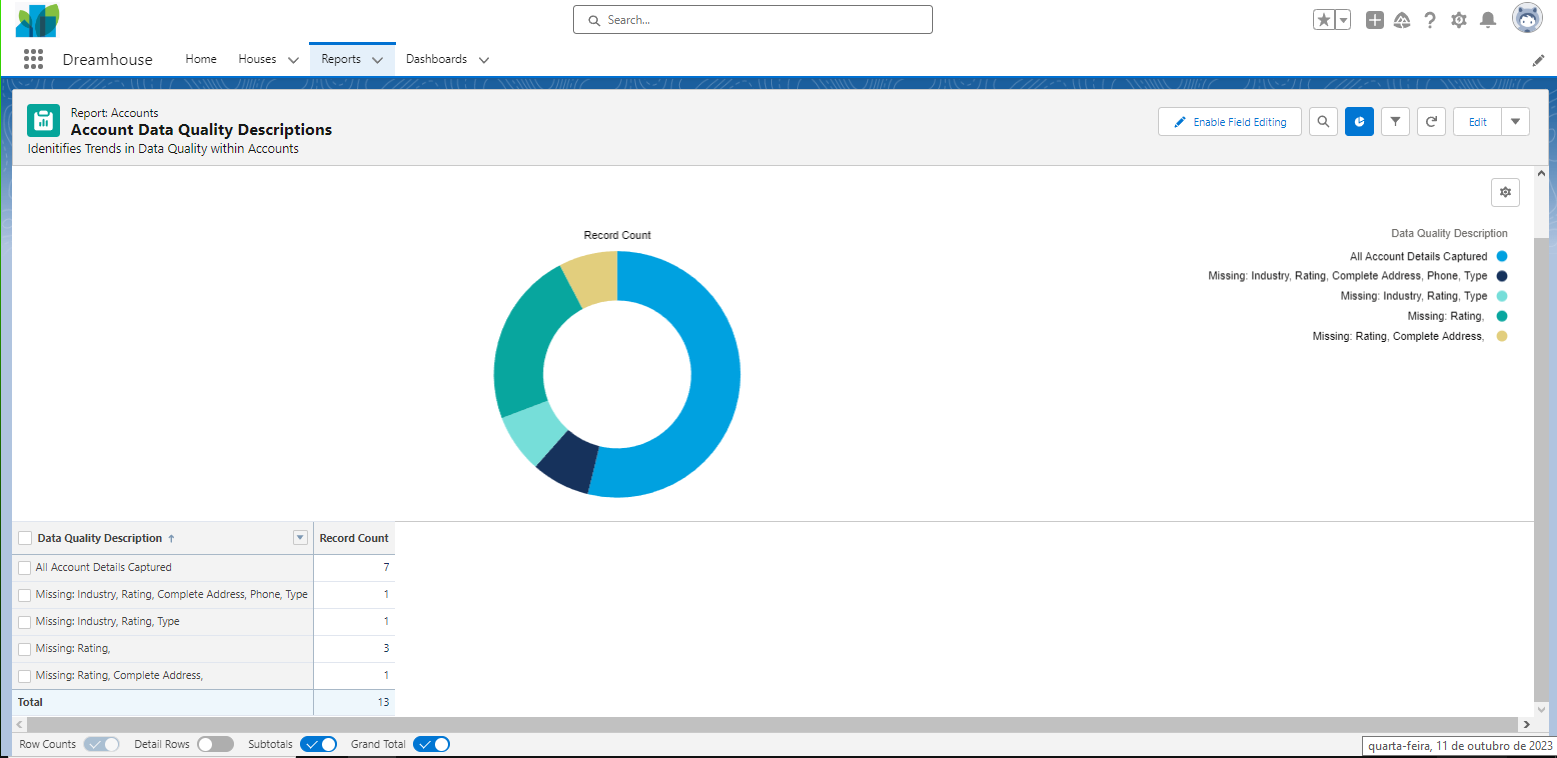 Search...
Dreamhouse
Home
Houses
Reports
Dashboards
Report: Accounts
Account Data Quality Descriptions
Idenitifies Trends in Data Quality within Accounts
Enable Field Editing
Edit
Record Count
Data Quality Description
All Account Details Captured
Missing: Industry, Rating, Complete Address, Phone, Type
Missing: Industry, Rating, Type
Missing: Rating,
Missing: Rating, Complete Address,
Data Quality Description ↑ Record Count
All Account Details Captured 7
Missing: Industry, Rating, Complete Address, Phone, Type 1
Missing: Industry, Rating, Type 1
Missing: Rating, 3
Missing: Rating, Complete Address, 1
Total 13
Row Counts
Detail Rows
Subtotals
Grand Total
quarta-feira, 11 de outubro de 2023